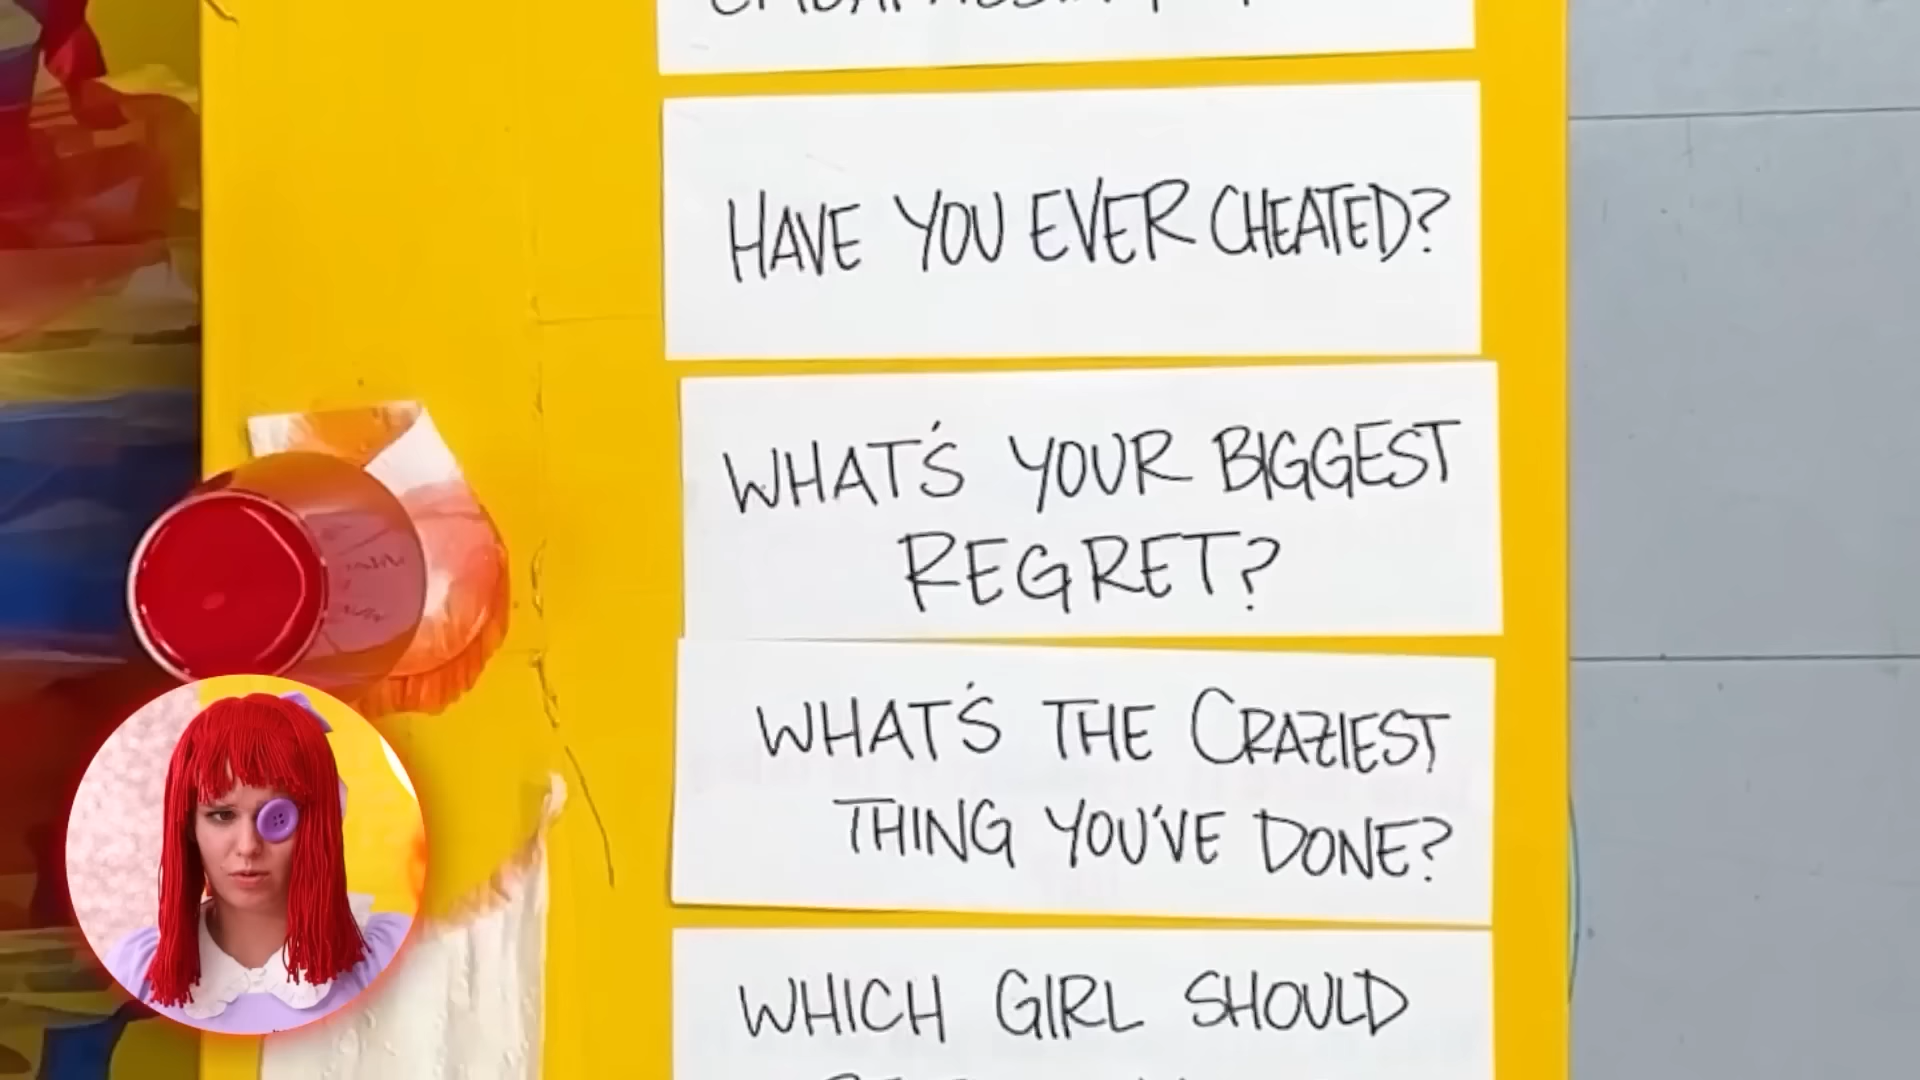 HAVE YOU EVER CHEATED?
WHAT'S YOUR BIGGEST
REGRET?
WHAT'S THE CRAZIEST
THING YOU'VE DONE?
WHICH GIRL SHOULD